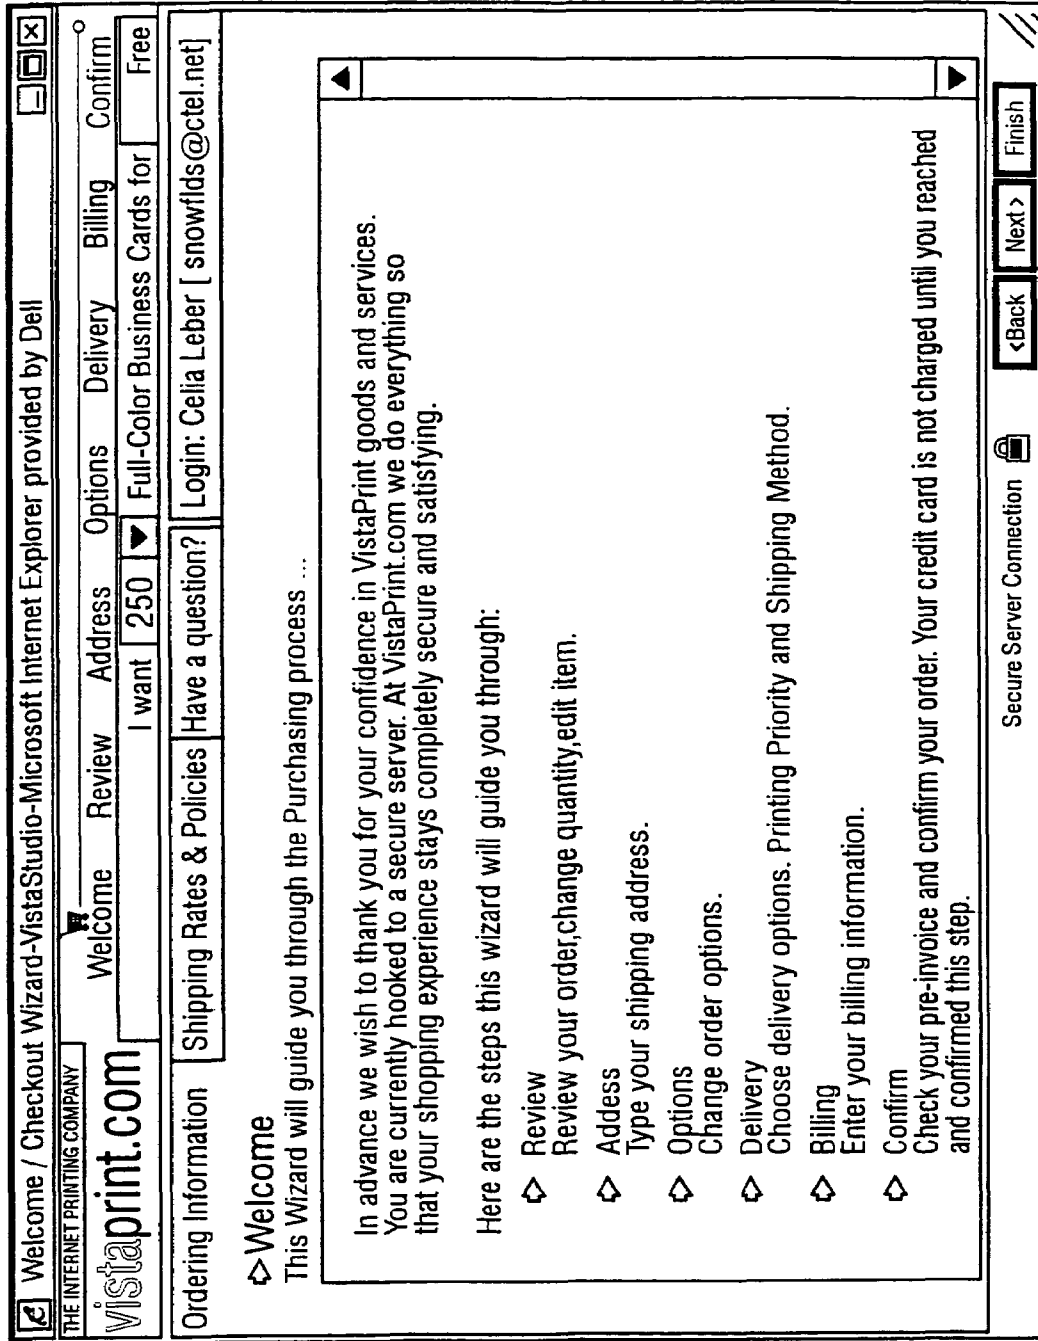 Welcome / Checkout Wizard-VistaStudio-Microsoft Internet Explorer provided by Dell
THE INTERNET PRINTING COMPANY
vistaprint.com
Welcome Review Address Options Delivery Billing Confirm
I want 250 Full-Color Business Cards for Free
Ordering Information Shipping Rates & Policies Have a question? Login: Celia Leber [ snowflds@ctel.net]
Welcome
This Wizard will guide you through the Purchasing process ...
In advance we wish to thank you for your confidence in VistaPrint goods and services.
You are currently hooked to a secure server. At VistaPrint.com we do everything so
that your shopping experience stays completely secure and satisfying.
Here are the steps this wizard will guide you through:
Review
Review your order,change quantity,edit item.
Addess
Type your shipping address.
Options
Change order options.
Delivery
Choose delivery options. Printing Priority and Shipping Method.
Billing
Enter your billing information.
Confirm
Check your pre-invoice and confirm your order. Your credit card is not charged until you reached
and confirmed this step.
Secure Server Connection <Back Next> Finish